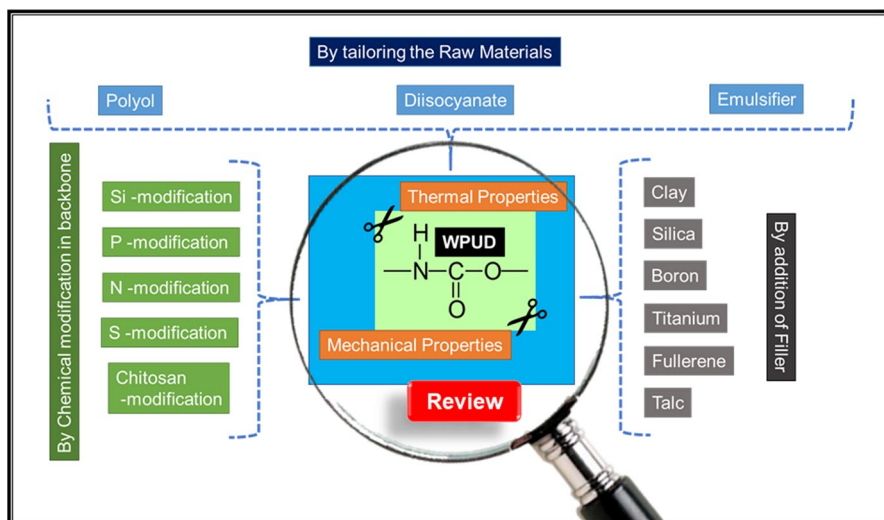 By tailoring the Raw Materials
Polyol
Diisocyanate
Emulsifier
By Chemical modification in backbone
Si -modification
P -modification
N -modification
S -modification
Chitosan
-modification
Thermal Properties
WPUD
H
N
C
O
O
Mechanical Properties
Review
Clay
Silica
Boron
Titanium
Fullerene
Talc
By addition of Filler